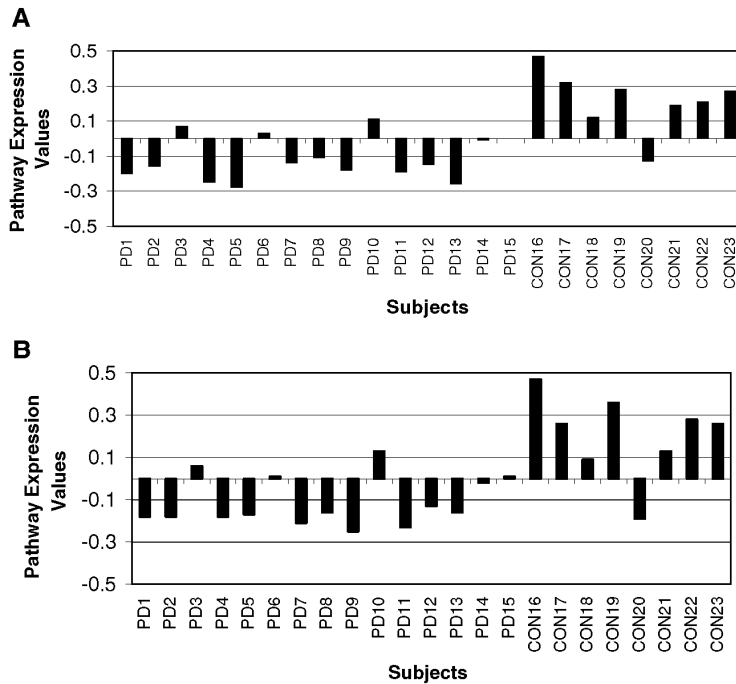 A
Pathway Expression
Values
0.5
0.3
0.1
-0.1
-0.3
-0.5
PD1
PD2
PD3
PD4
PD5
PD6
PD7
PD8
PD9
PD10
PD11
PD12
PD13
PD14
PD15
CON16
CON17
CON18
CON19
CON20
CON21
CON22
CON23
Subjects
B
Pathway Expression
Values
0.5
0.3
0.1
-0.1
-0.3
-0.5
PD1
PD2
PD3
PD4
PD5
PD6
PD7
PD8
PD9
PD10
PD11
PD12
PD13
PD14
PD15
CON16
CON17
CON18
CON19
CON20
CON21
CON22
CON23
Subjects